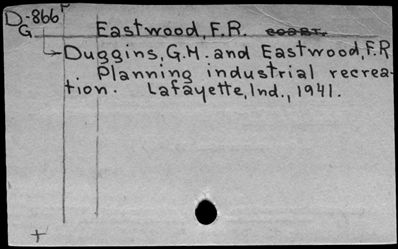 D-866 F
G Eastwood, F.R.
Duggins, G.M. and Eastwood, F.R
Planning industrial recrea-
tion. Lafayette, Ind., 1941.